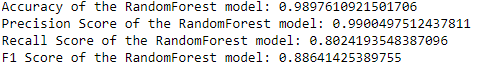 Accuracy of the RandomForest model: 0.9897610921501706
Precision Score of the RandomForest model: 0.9900497512437811
Recall Score of the RandomForest model: 0.8024193548387096
F1 Score of the RandomForest model: 0.88641425389755